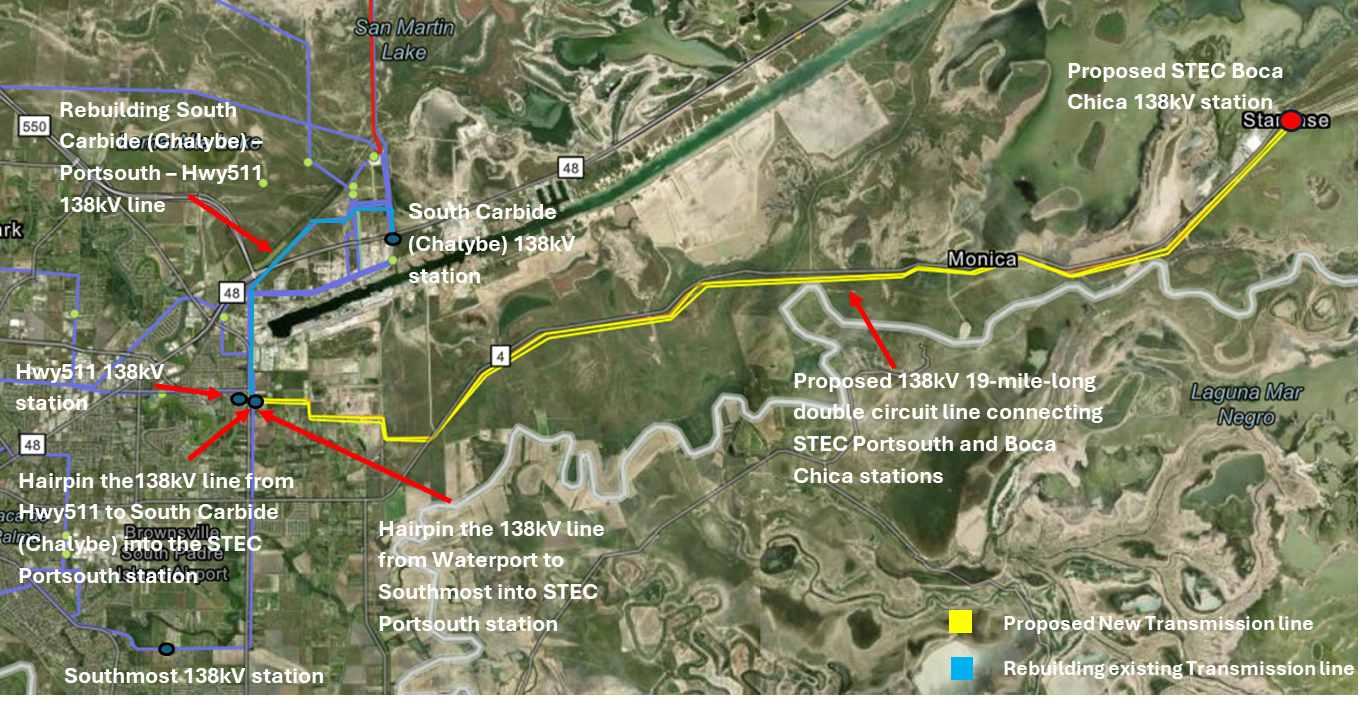 San Martin
Lake
Proposed STEC Boca
Chica 138kV station
Rebuilding South
Carbide (Chalybe) –
Portsouth – Hwy511
138kV line
550
48
South Carbide
(Chalybe) 138kV
station
ark
48
Monica
4
Hwy511 138kV
station
Proposed 138kV 19-mile-long
double circuit line connecting
STEC Portsouth and Boca
Chica stations
Laguna Mar
Negro
48
Hairpin the138kV line from
Hwy511 to South Carbide
(Chalybe) into the STEC
Portsouth station
Brownsville
South Padre
Airport
Hairpin the 138kV line
from Waterport to
Southmost into STEC
Portsouth station
Proposed New Transmission line
Rebuilding existing Transmission line
Southmost 138kV station